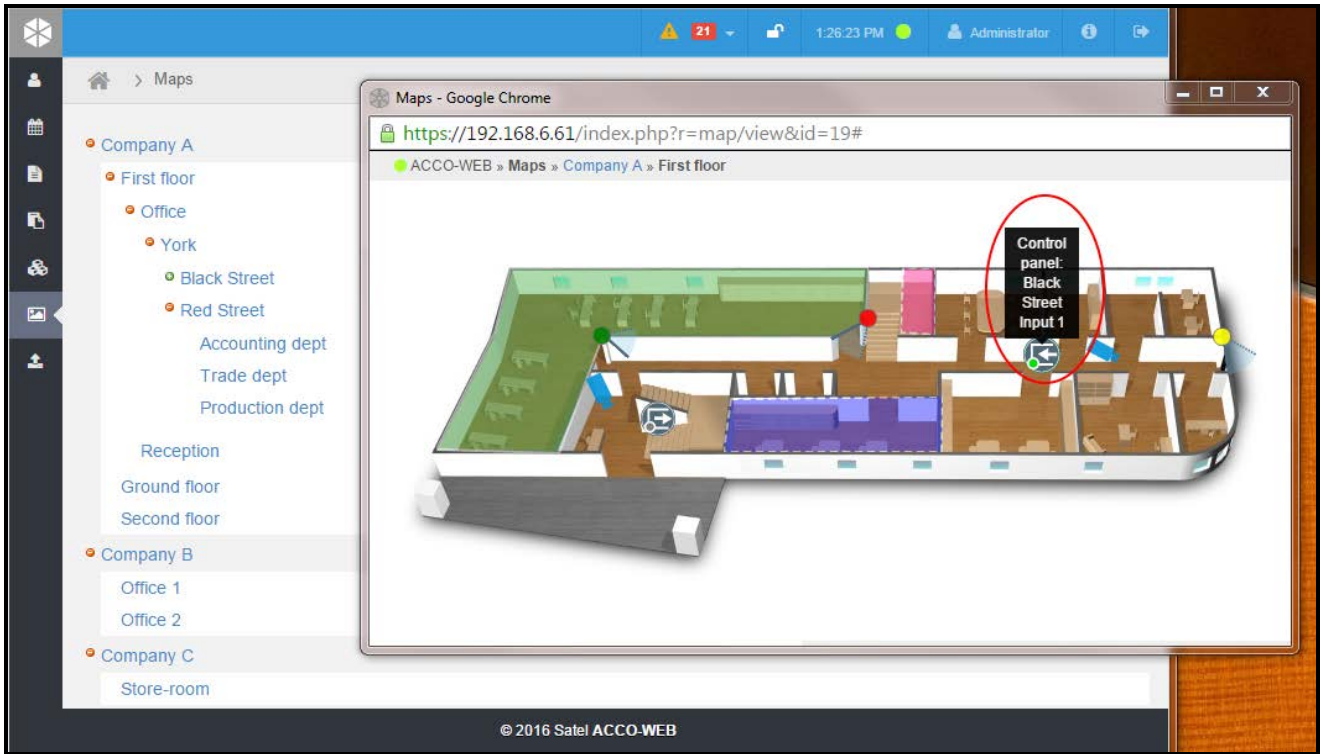 21
1:26:23 PM
Administrator
Maps
Maps - Google Chrome
https://192.168.6.61/index.php?r=map/view&id=19#
ACCO-WEB » Maps » Company A » First floor
Company A
First floor
Office
York
Black Street
Red Street
Accounting dept
Trade dept
Production dept
Reception
Ground floor
Second floor
Company B
Office 1
Office 2
Company C
Store-room
Control
panel:
Black
Street
Input 1
© 2016 Satel ACCO-WEB